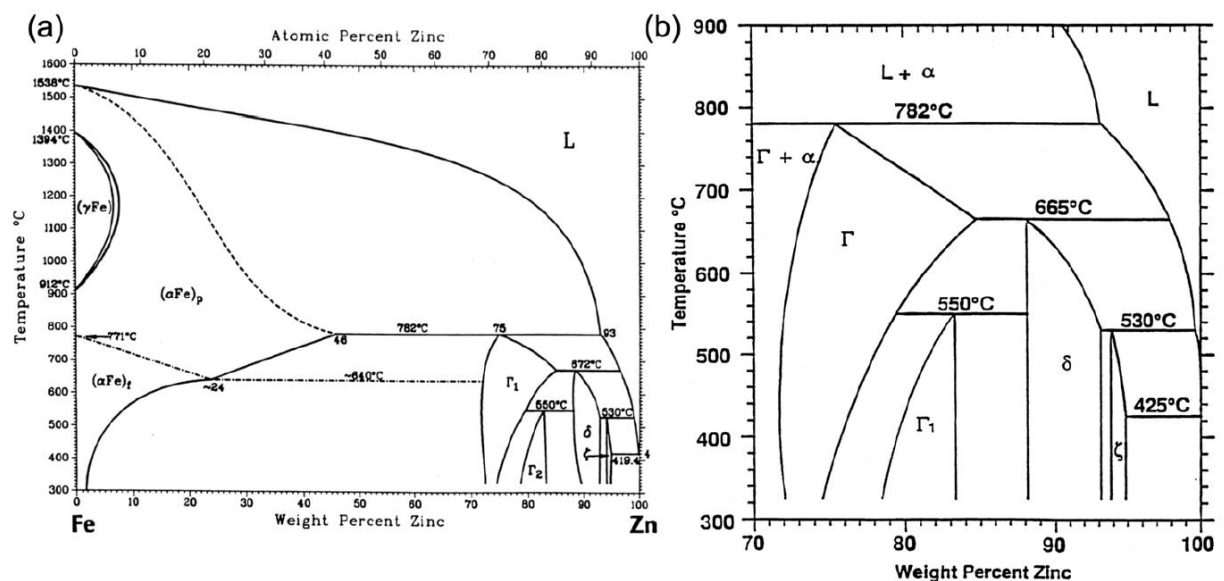 (a)
Atomic Percent Zinc
0 10 20 30 40 50 60 70 80 90 100
1600
1538°C
1500
1400
1394°C
1300
1200
1100
1000
912°C
900
800
700
600
500
400
300
Temperature °C
L
(γFe)
(αFe)p
771°C
(αFe)f
~24
46
782°C
75
93
~640°C
672°C
Γ1
550°C
530°C
δ
ζ
Γ2
419.4
0 10 20 30 40 50 60 70 80 90 100
Fe
Weight Percent Zinc
Zn
(b)
900
800
700
600
500
400
300
Temperature °C
L + α
L
782°C
Γ + α
665°C
Γ
550°C
530°C
δ
425°C
Γ1
ζ
70 80 90 100
Weight Percent Zinc